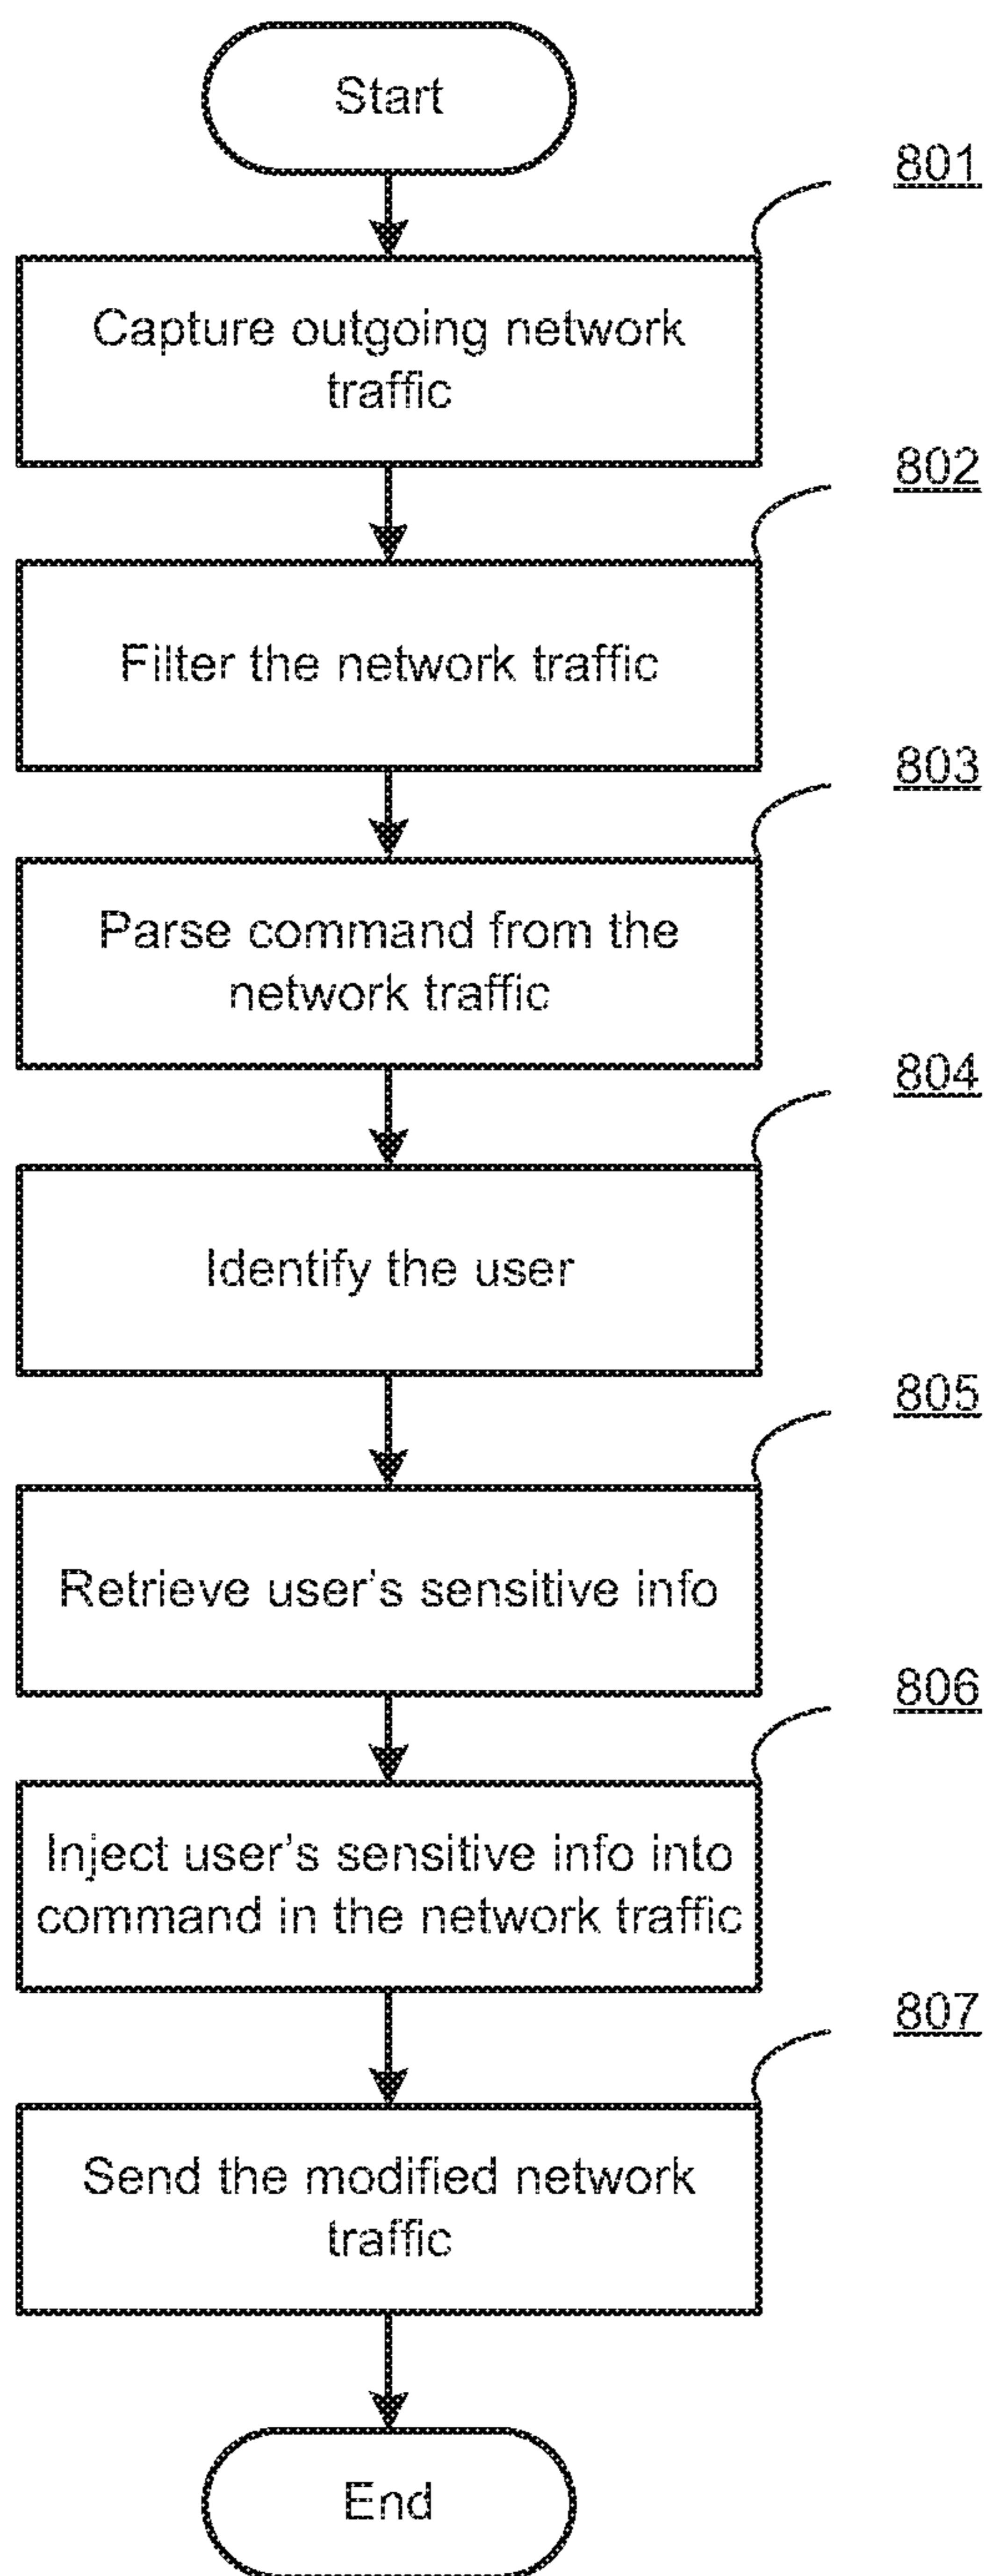 Start
801
Capture outgoing network
traffic
802
Filter the network traffic
803
Parse command from the
network traffic
804
Identify the user
805
Retrieve user's sensitive info
806
Inject user's sensitive info into
command in the network traffic
807
Send the modified network
traffic
End